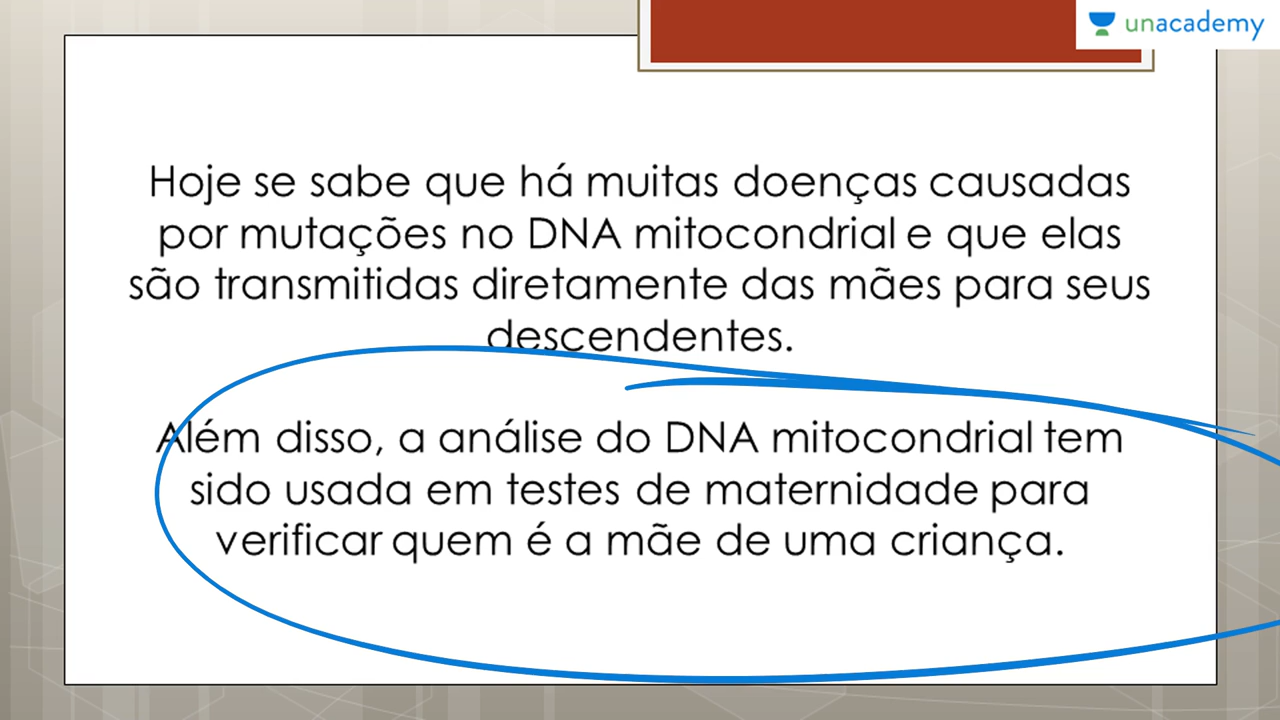 unacademy
Hoje se sabe que há muitas doenças causadas
por mutações no DNA mitocondrial e que elas
são transmitidas diretamente das mães para seus
descendentes.
Além disso, a análise do DNA mitocondrial tem
sido usada em testes de maternidade para
verificar quem é a mãe de uma criança.